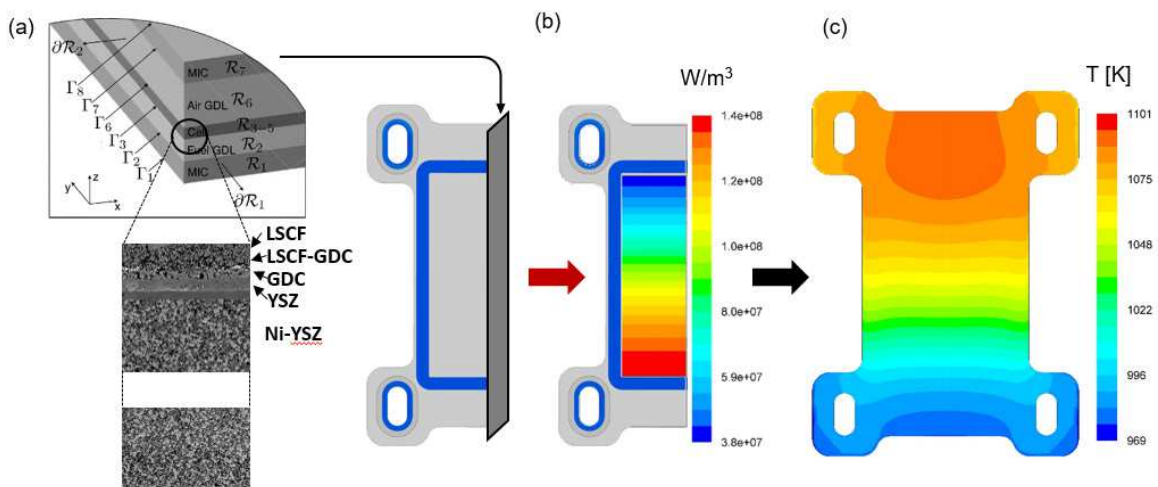 (a)
∂ℛ₂
MIC
ℛ₇
Γ₈
Γ₇
Air GDL
ℛ₆
Γ₆
Cell
ℛ₃₋₅
Γ₃
Fuel GDL
ℛ₂
Γ₂
Γ₁
MIC
ℛ₁
∂ℛ₁
z
y
x
LSCF
LSCF-GDC
GDC
YSZ
Ni-YSZ
(b)
W/m³
1.4e+08
1.2e+08
1.0e+08
8.0e+07
5.9e+07
3.8e+07
(c)
T [K]
1101
1075
1048
1022
996
969